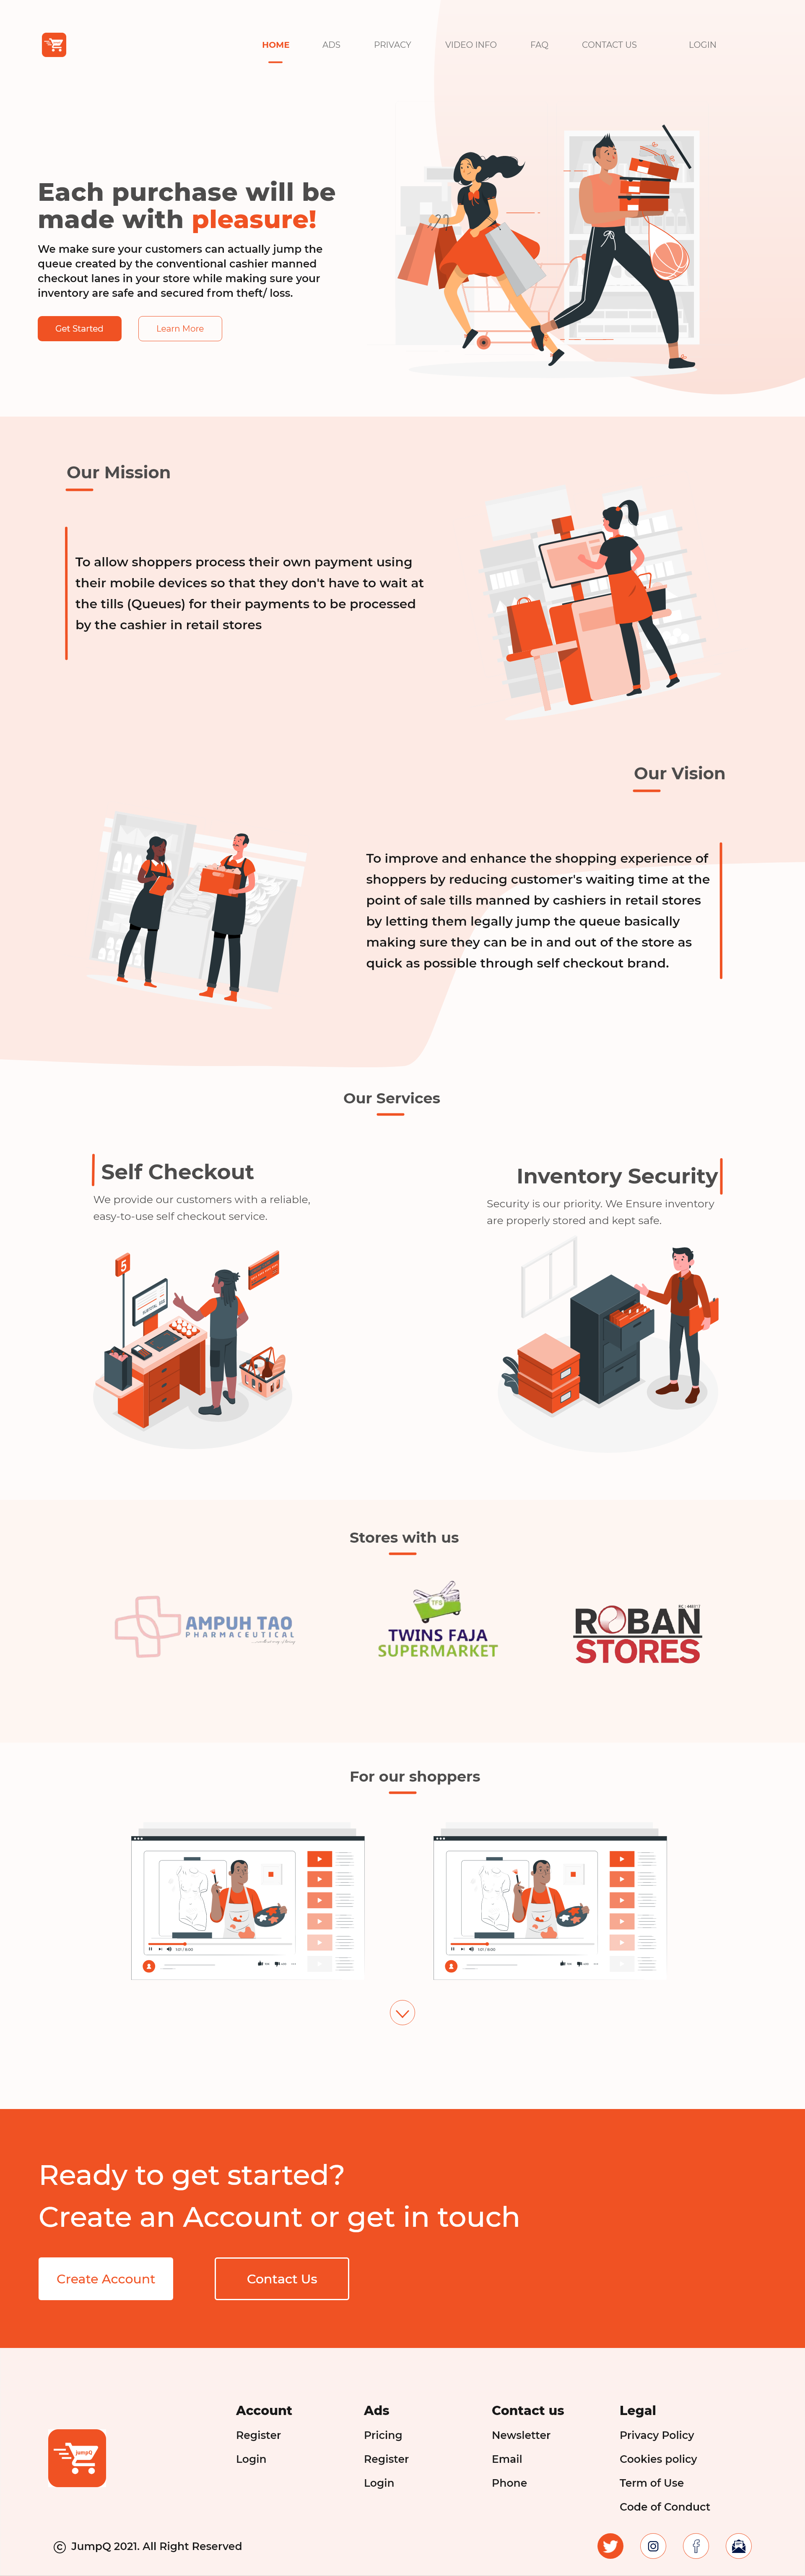 HOME ADS PRIVACY VIDEO INFO FAQ CONTACT US LOGIN
Each purchase will be
made with pleasure!
We make sure your customers can actually jump the
queue created by the conventional cashier manned
checkout lanes in your store while making sure your
inventory are safe and secured from theft/ loss.
Get Started Learn More
Our Mission
To allow shoppers process their own payment using
their mobile devices so that they don't have to wait at
the tills (Queues) for their payments to be processed
by the cashier in retail stores
Our Vision
To improve and enhance the shopping experience of
shoppers by reducing customer's waiting time at the
point of sale tills manned by cashiers in retail stores
by letting them legally jump the queue basically
making sure they can be in and out of the store as
quick as possible through self checkout brand.
Our Services
Self Checkout
We provide our customers with a reliable,
easy-to-use self checkout service.
5
Inventory Security
Security is our priority. We Ensure inventory
are properly stored and kept safe.
Stores with us
AMPUH TAO
PHARMACEUTICAL
TFS
TWINS FAJA
SUPERMARKET
ROBAN
STORES
For our shoppers
1:01 / 8:00
1:01 / 8:00
Ready to get started?
Create an Account or get in touch
Create Account Contact Us
JumpQ
Account
Register
Login
Ads
Pricing
Register
Login
Contact us
Newsletter
Email
Phone
Legal
Privacy Policy
Cookies policy
Term of Use
Code of Conduct
© JumpQ 2021. All Right Reserved